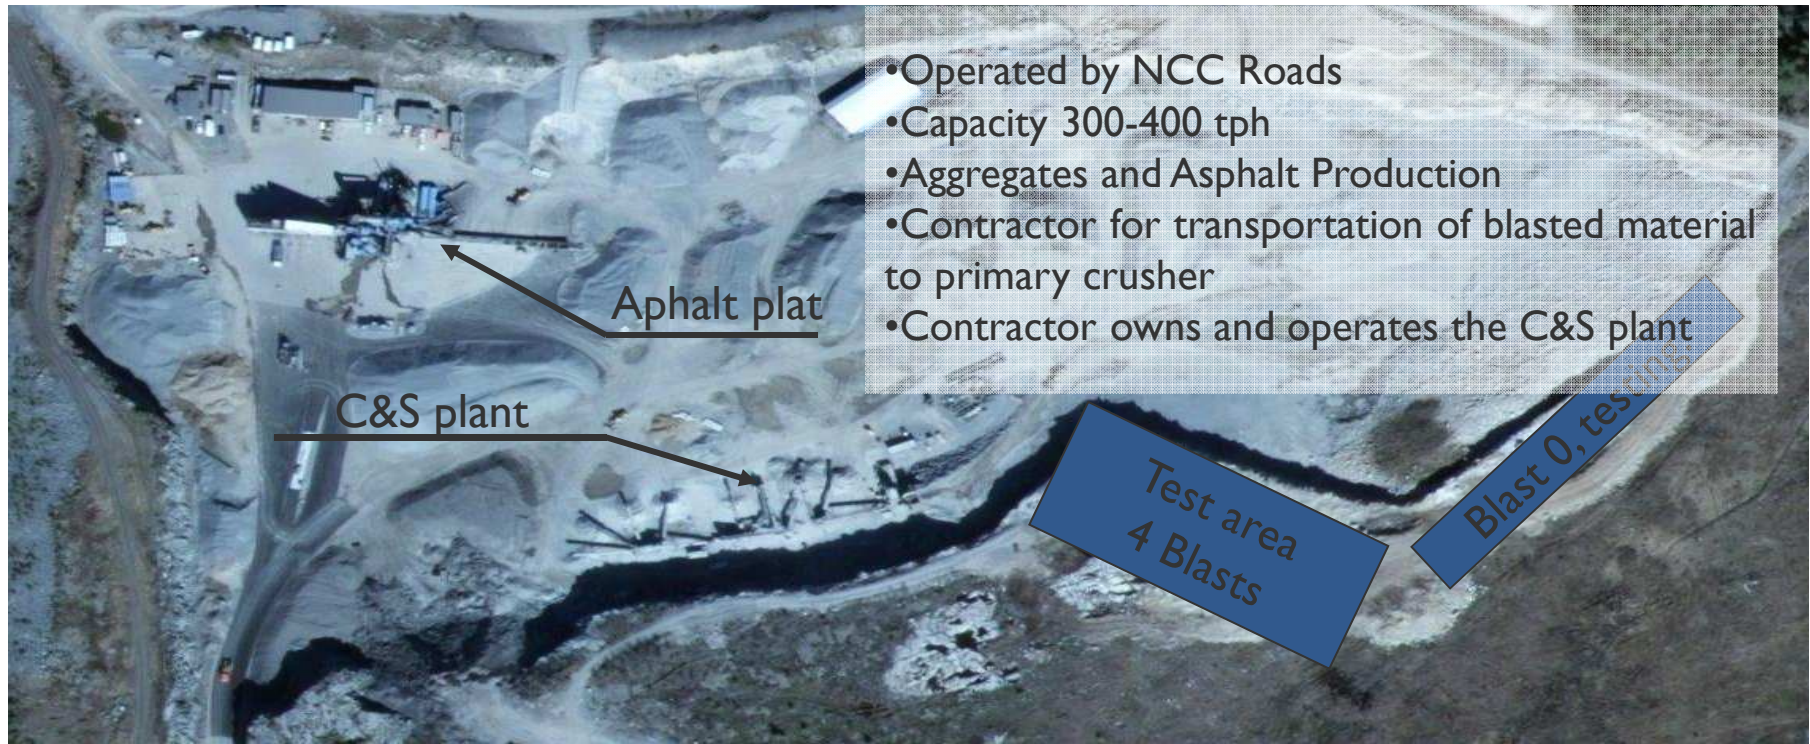 •Operated by NCC Roads
•Capacity 300-400 tph
•Aggregates and Asphalt Production
•Contractor for transportation of blasted material
to primary crusher
•Contractor owns and operates the C&S plant
Aphalt plat
C&S plant
Test area
4 Blasts
Blast 0, testing